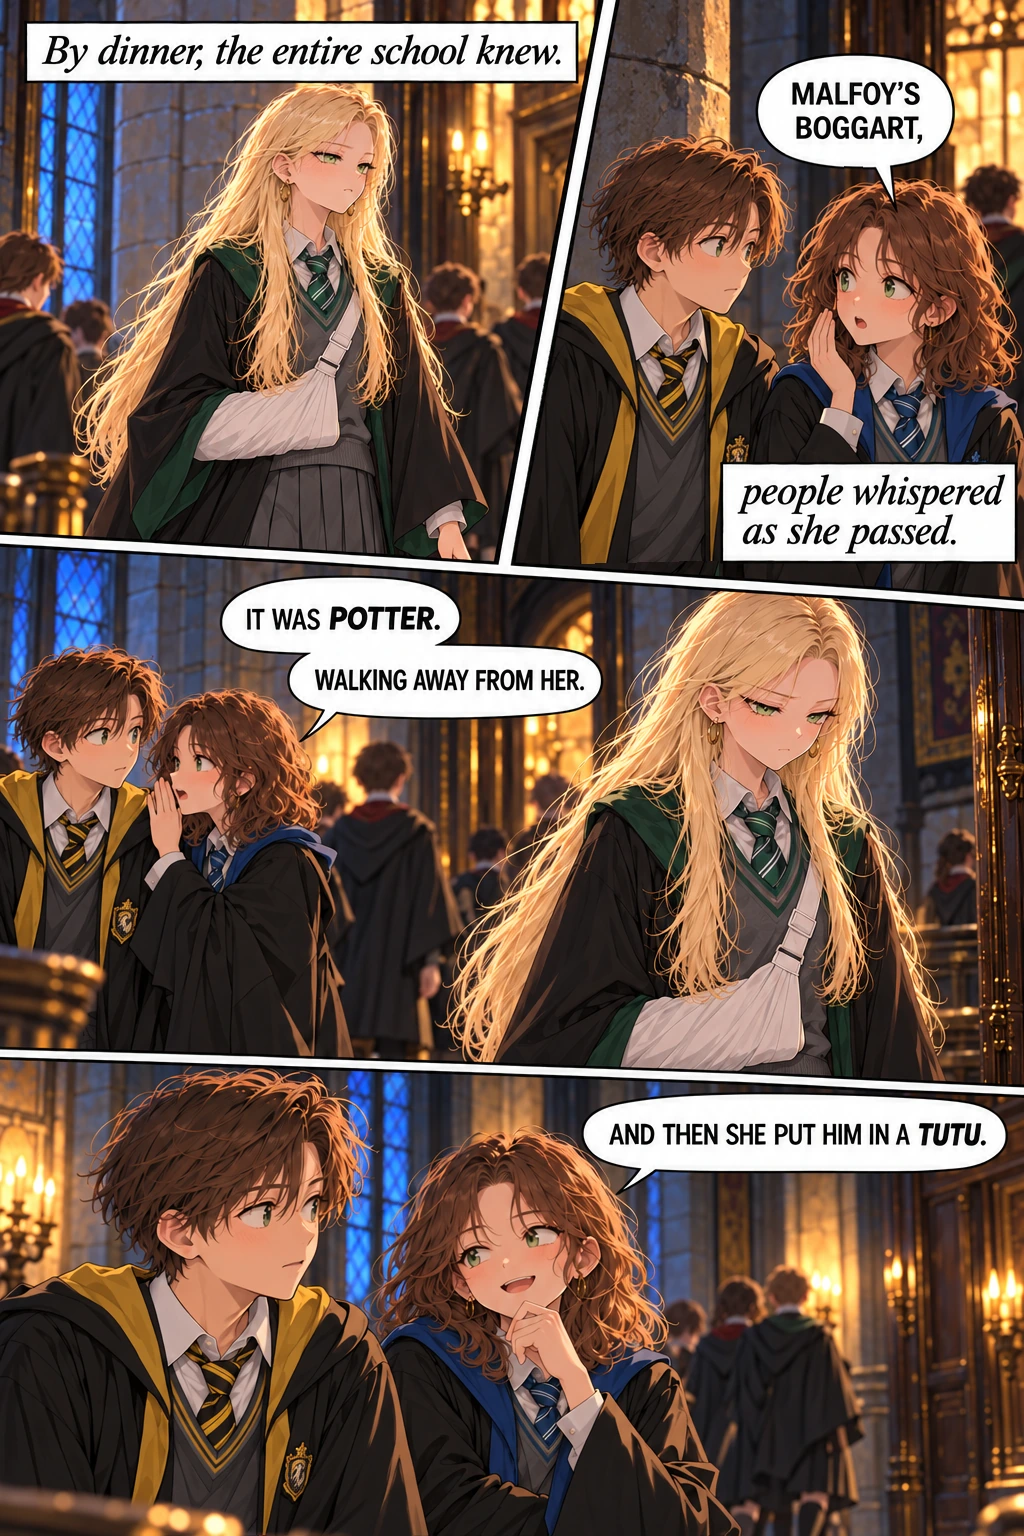 By dinner, the entire school knew.
MALFOY'S
BOGGART,
people whispered
as she passed.
IT WAS POTTER.
WALKING AWAY FROM HER.
AND THEN SHE PUT HIM IN A TUTU.